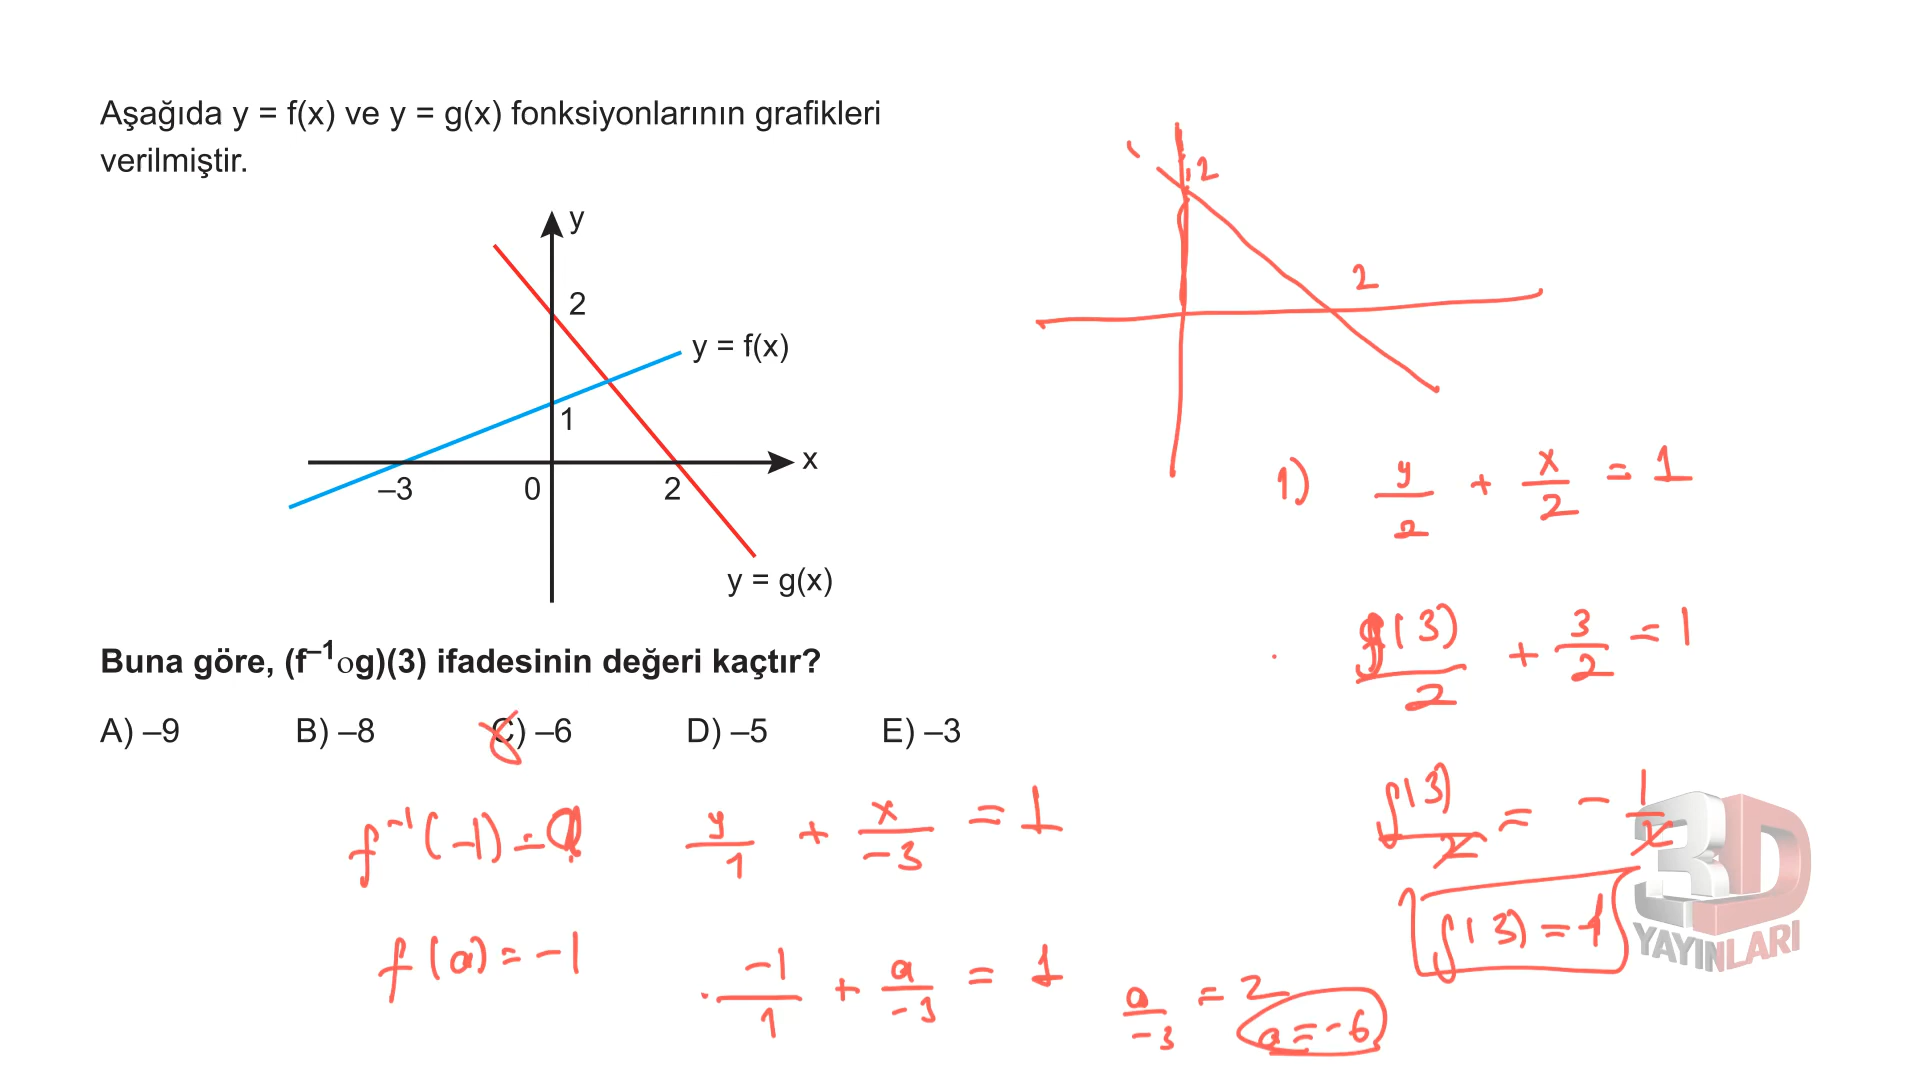 Aşağıda y = f(x) ve y = g(x) fonksiyonlarının grafikleri
verilmiştir.
y
2
y = f(x)
1
x
–3 0 2
y = g(x)
Buna göre, (f⁻¹og)(3) ifadesinin değeri kaçtır?
A) –9 B) –8 C) –6 D) –5 E) –3
2
2
1) y/2 + x/2 = 1
g(3)/2 + 3/2 = 1
g(3)/2 = -1/2
g(3) = -1
f⁻¹(-1) = a
y/1 + x/-3 = 1
f(a) = -1
-1/1 + a/-3 = 1
a/-3 = 2
a = -6
3D
YAYINLARI